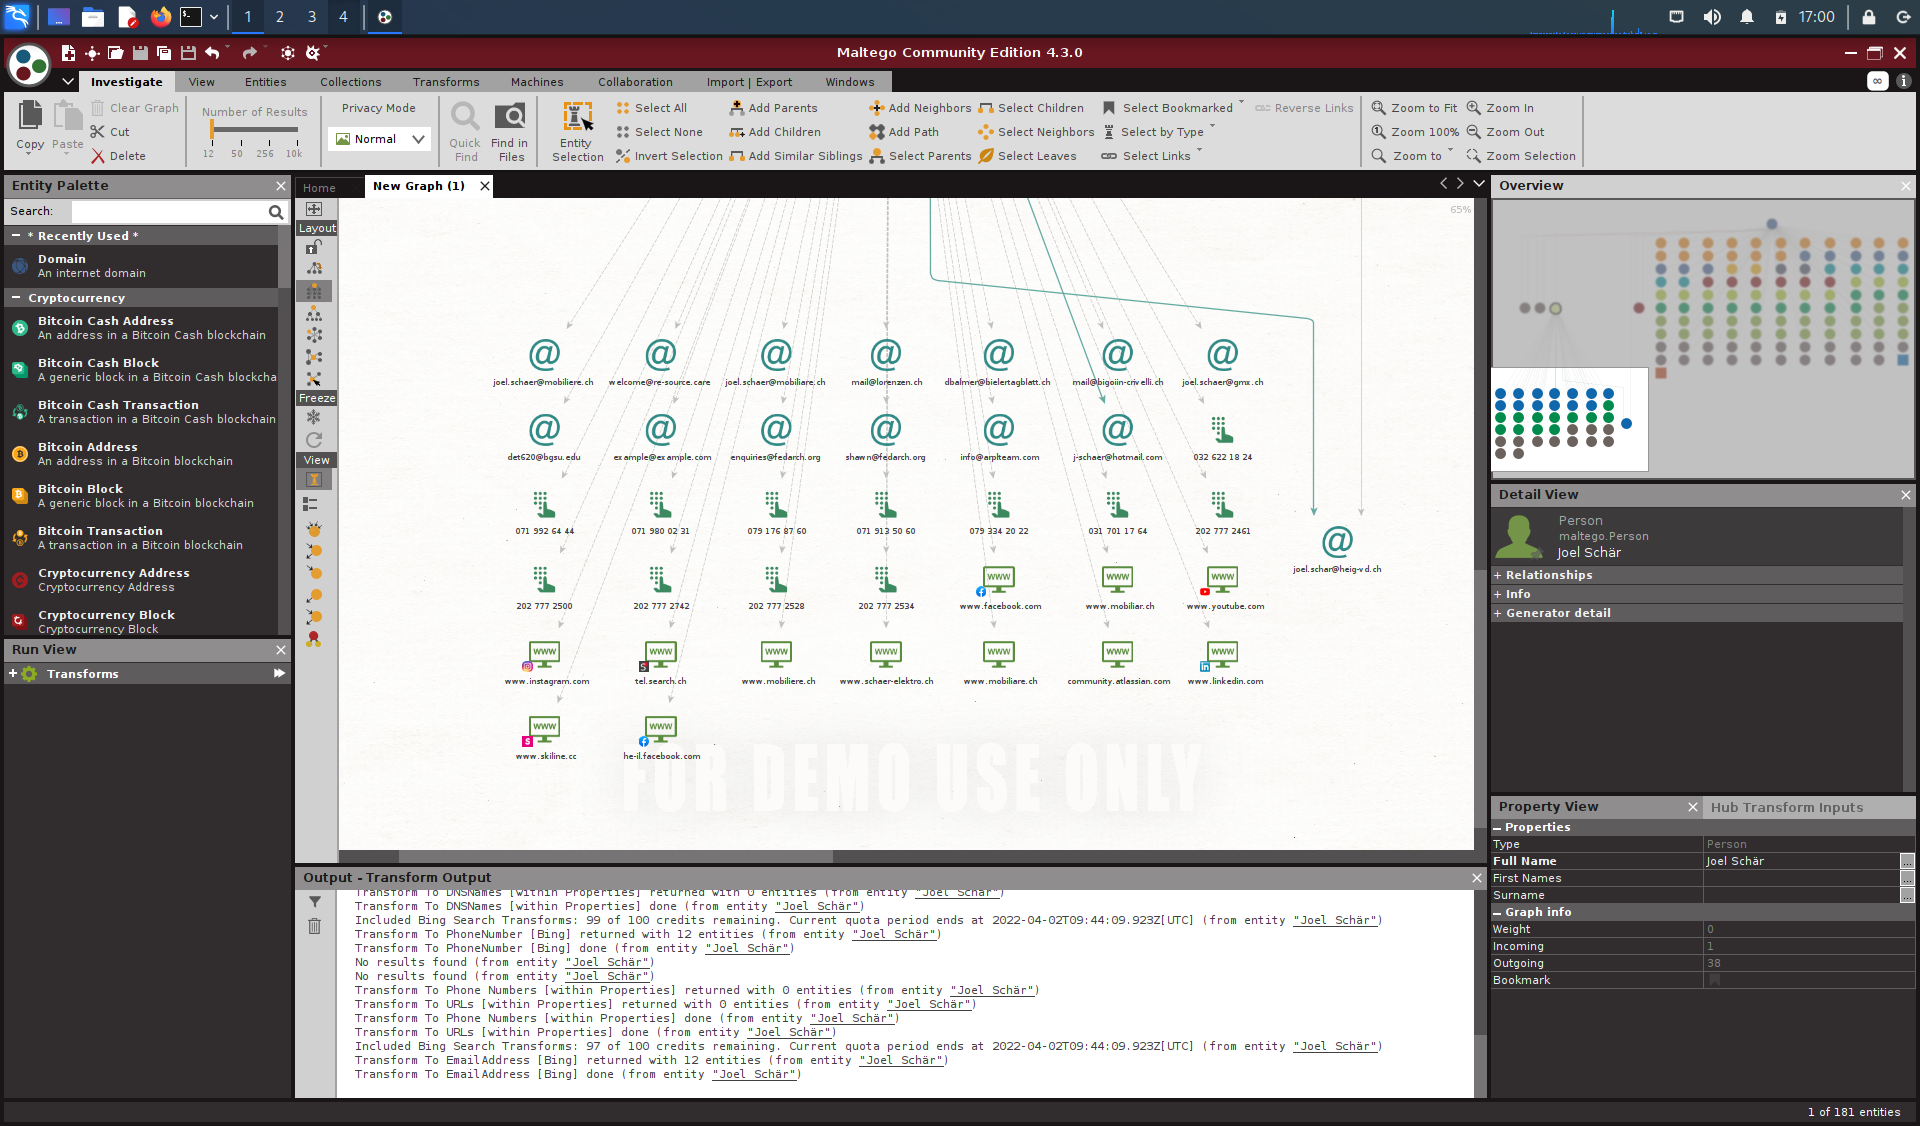 1 2 3 4
17:00
Maltego Community Edition 4.3.0
Investigate View Entities Collections Transforms Machines Collaboration Import | Export Windows
Copy
Paste
Clear Graph
Cut
Delete
Number of Results
12 50 256 10k
Privacy Mode
Normal
Quick Find
Find in Files
Entity Selection
Select All
Select None
Invert Selection
Add Parents
Add Children
Add Similar Siblings
Add Neighbors
Add Path
Select Parents
Select Children
Select Neighbors
Select Leaves
Select Bookmarked
Select by Type
Select Links
Reverse Links
Zoom to Fit
Zoom 100%
Zoom to
Zoom In
Zoom Out
Zoom Selection
Entity Palette
Search:
* Recently Used *
Domain
An internet domain
Cryptocurrency
Bitcoin Cash Address
An address in a Bitcoin Cash blockchain
Bitcoin Cash Block
A generic block in a Bitcoin Cash blockcha
Bitcoin Cash Transaction
A transaction in a Bitcoin Cash blockchain
Bitcoin Address
An address in a Bitcoin blockchain
Bitcoin Block
A generic block in a Bitcoin blockchain
Bitcoin Transaction
A transaction in a Bitcoin blockchain
Cryptocurrency Address
Cryptocurrency Address
Cryptocurrency Block
Cryptocurrency Block
Run View
Transforms
Home
New Graph (1)
Layout
Freeze
View
65%
joel.schaer@mobiliere.ch welcome@re-source.care joel.schaer@mobiliare.ch mail@lorenzen.ch dbalmer@bielertagblatt.ch mail@bigoiin-crivelli.ch joel.schaer@gmx.ch
det620@bgsu.edu example@example.com enquiries@fedarch.org shawn@fedarch.org info@arplteam.com j-schaer@hotmail.com 032 622 18 24
071 992 64 44 071 980 02 31 079 176 87 60 071 913 50 60 079 334 20 22 031 701 17 64 202 777 2461
joel.schar@heig-vd.ch
202 777 2500 202 777 2742 202 777 2528 202 777 2534 www.facebook.com www.mobiliar.ch www.youtube.com
www.instagram.com tel.search.ch www.mobiliere.ch www.schaer-elektro.ch www.mobiliare.ch community.atlassian.com www.linkedin.com
www.skiline.cc he-il.facebook.com
FOR DEMO USE ONLY
Output - Transform Output
Transform To DNSNames [within Properties] returned with 0 entities (from entity "Joel Schär")
Transform To DNSNames [within Properties] done (from entity "Joel Schär")
Included Bing Search Transforms: 99 of 100 credits remaining. Current quota period ends at 2022-04-02T09:44:09.923Z[UTC] (from entity "Joel Schär")
Transform To PhoneNumber [Bing] returned with 12 entities (from entity "Joel Schär")
Transform To PhoneNumber [Bing] done (from entity "Joel Schär")
No results found (from entity "Joel Schär")
No results found (from entity "Joel Schär")
Transform To Phone Numbers [within Properties] returned with 0 entities (from entity "Joel Schär")
Transform To URLs [within Properties] returned with 0 entities (from entity "Joel Schär")
Transform To Phone Numbers [within Properties] done (from entity "Joel Schär")
Transform To URLs [within Properties] done (from entity "Joel Schär")
Included Bing Search Transforms: 97 of 100 credits remaining. Current quota period ends at 2022-04-02T09:44:09.923Z[UTC] (from entity "Joel Schär")
Transform To EmailAddress [Bing] returned with 12 entities (from entity "Joel Schär")
Transform To EmailAddress [Bing] done (from entity "Joel Schär")
Overview
Detail View
Person
maltego.Person
Joel Schär
+ Relationships
+ Info
+ Generator detail
Property View
Hub Transform Inputs
Properties
Type Person
Full Name Joel Schär
First Names
Surname
Graph info
Weight 0
Incoming 1
Outgoing 38
Bookmark
1 of 181 entities